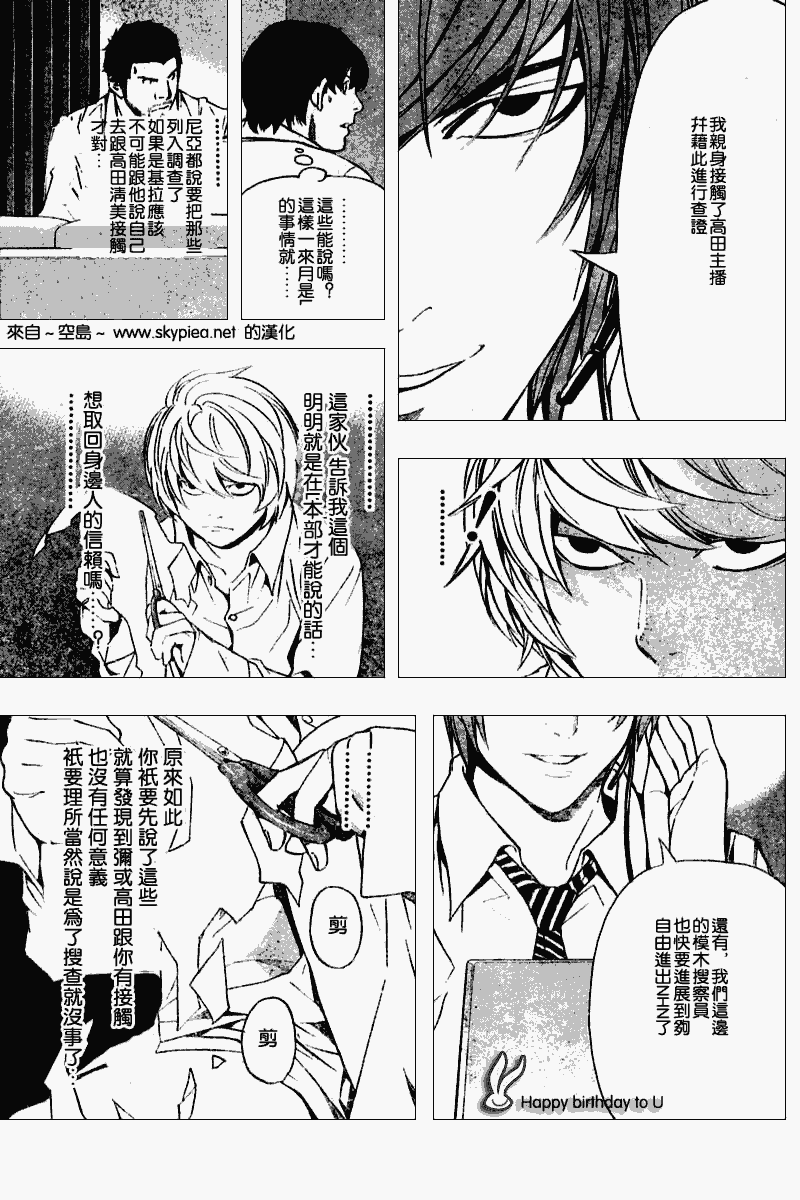 我親身接觸了高田主播
幷藉此進行查證
…………
這些能說嗎?
這樣一來月是「
的事情就……
…………
尼亞都說要把那些
列入調查了
如果是基拉應該
不可能跟他說自己
去跟高田清美接觸
才對…
來自~空島~ www.skypiea.net 的漢化
…………!
…………
這家伙告訴我這個
明明就是在「本部才能說的話…
…………
想取回身邊人的信賴嗎……?
還有，我們這邊
的模木搜察員
也快要進展到夠
自由進出NHN了
Happy birthday to U
…………
…………
剪
剪
原來如此
你衹要先說了這些
就算發現到彌或高田跟你有接觸
也沒有任何意義
衹要理所當然說是爲了搜查就沒事了…